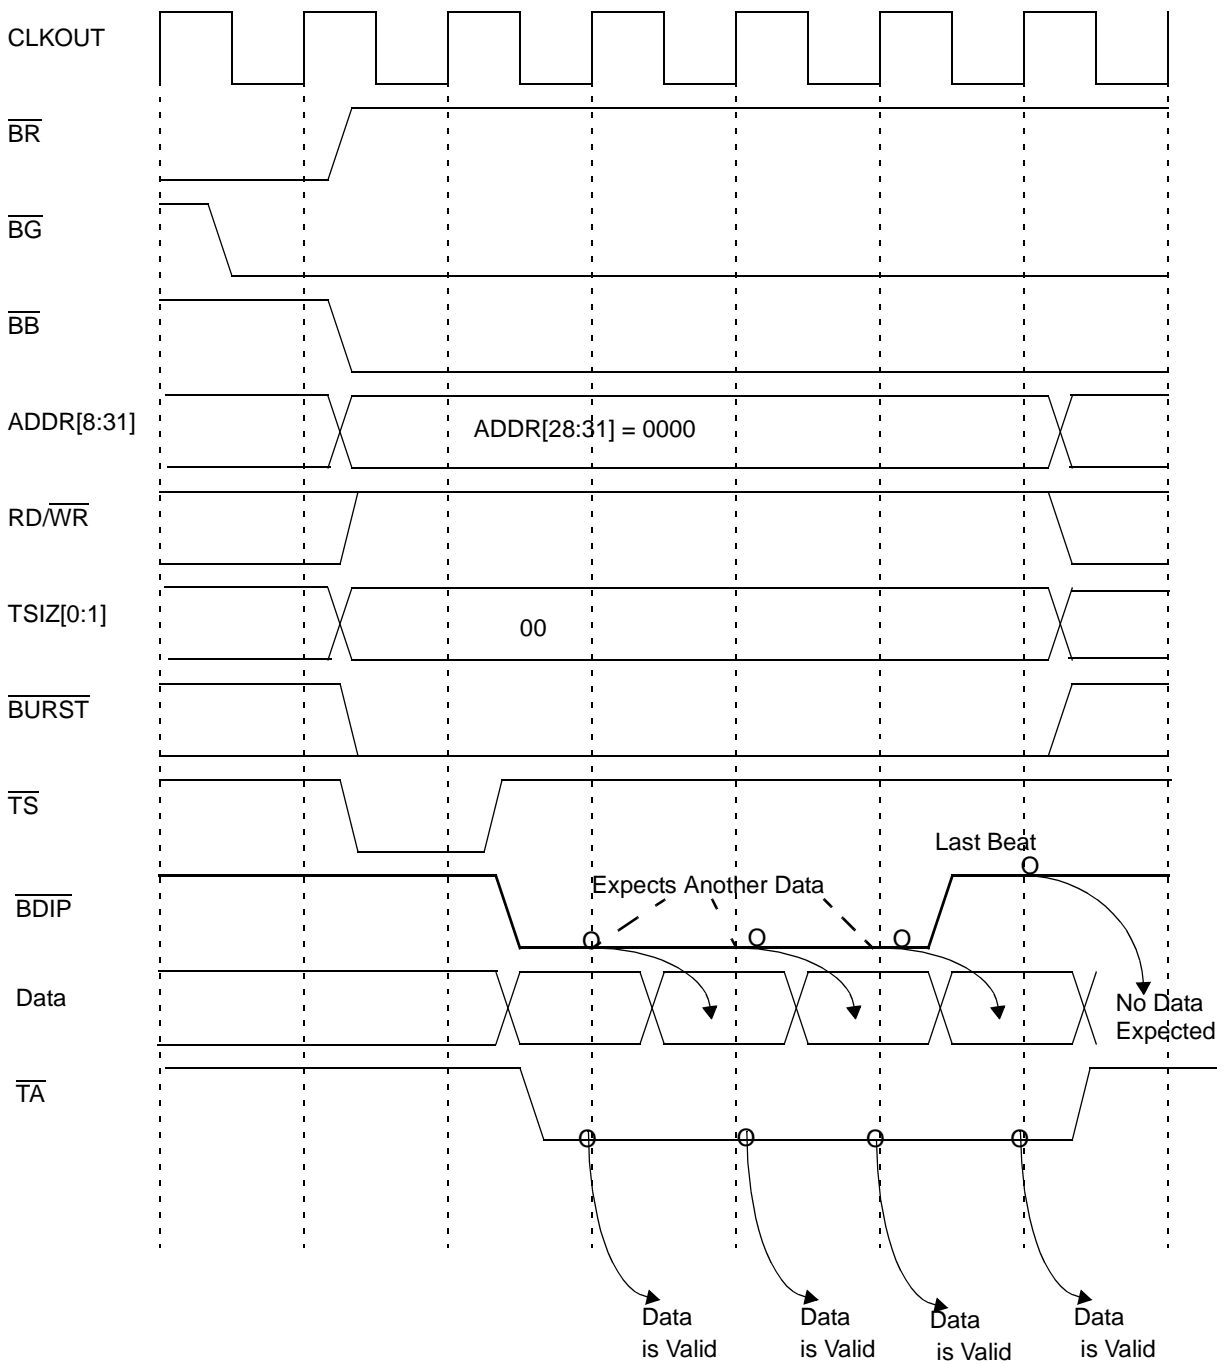 CLKOUT
BR
BG
BB
ADDR[8:31]
ADDR[28:31] = 0000
RD/WR
TSIZ[0:1]
00
BURST
TS
Last Beat
BDIP
Expects Another Data
Data
No Data
Expected
TA
Data
is Valid
Data
is Valid
Data
is Valid
Data
is Valid